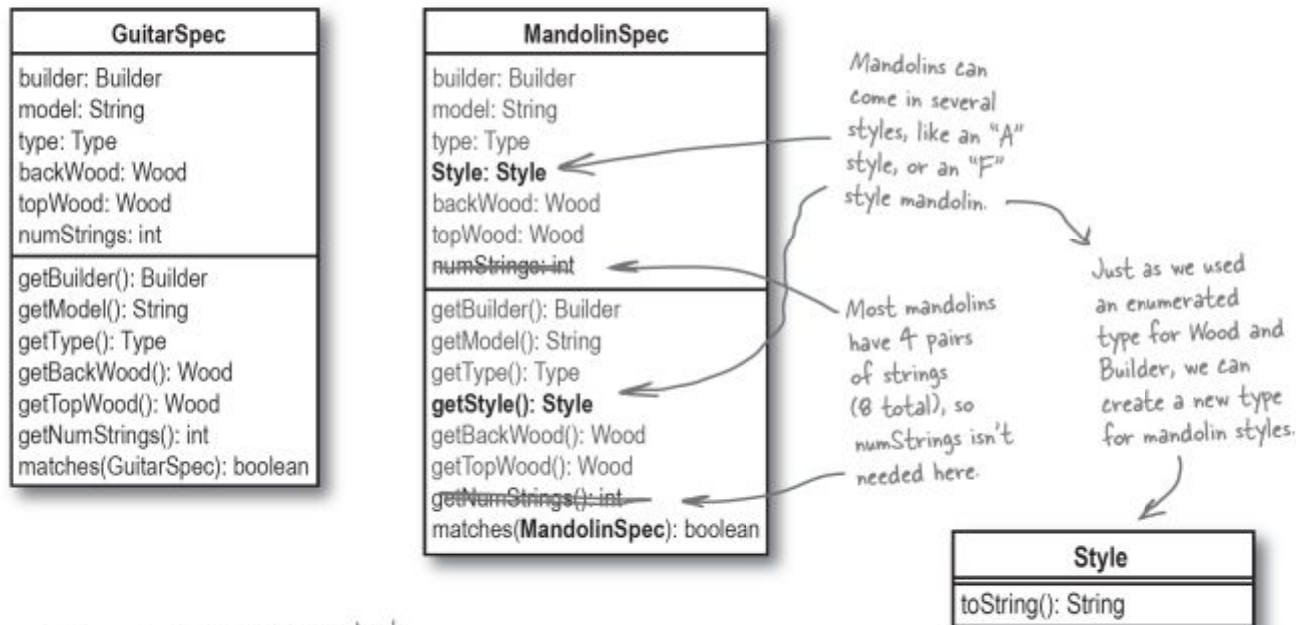 GuitarSpec
builder: Builder
model: String
type: Type
backWood: Wood
topWood: Wood
numStrings: int
getBuilder(): Builder
getModel(): String
getType(): Type
getBackWood(): Wood
getTopWood(): Wood
getNumStrings(): int
matches(GuitarSpec): boolean
MandolinSpec
builder: Builder
model: String
type: Type
Style: Style
backWood: Wood
topWood: Wood
numStrings: int
getBuilder(): Builder
getModel(): String
getType(): Type
getStyle(): Style
getBackWood(): Wood
getTopWood(): Wood
getNumStrings(): int
matches(MandolinSpec): boolean
Mandolins can
come in several
styles, like an “A”
style, or an “F”
style mandolin.
Most mandolins
have 4 pairs
of strings
(8 total), so
numStrings isn't
needed here.
Just as we used
an enumerated
type for Wood and
Builder, we can
create a new type
for mandolin styles.
Style
toString(): String